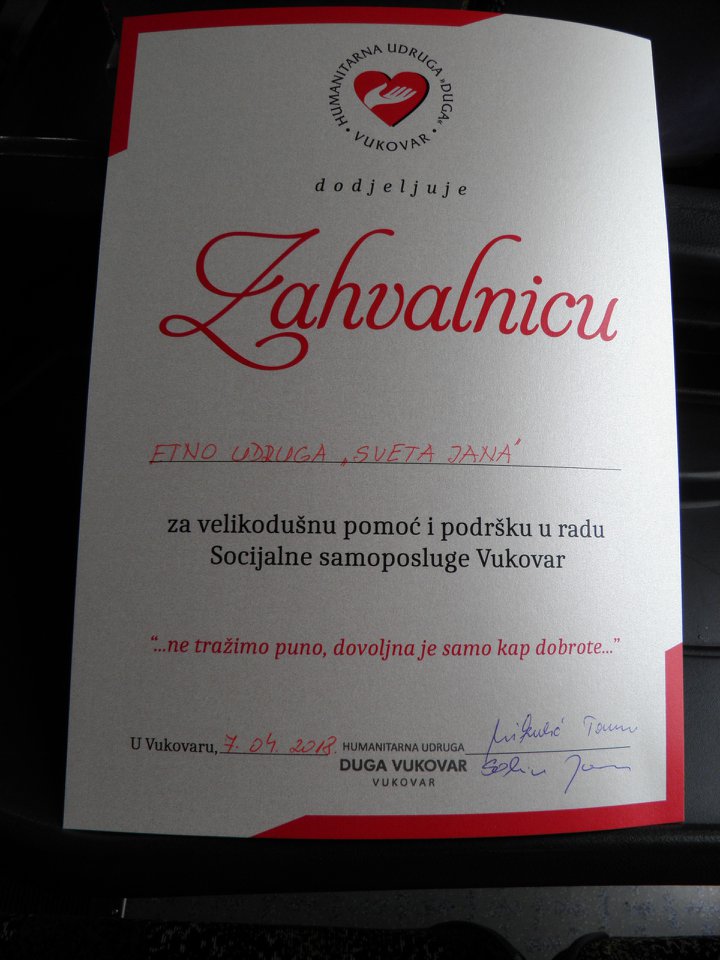 HUMANITARNA UDRUGA »DUGA«
• VUKOVAR •
dodjeljuje
Zahvalnicu
ETNO UDRUGA „SVETA JANA"
za velikodušnu pomoć i podršku u radu
Socijalne samoposluge Vukovar
“...ne tražimo puno, dovoljna je samo kap dobrote...”
U Vukovaru, 7. 04. 2018.
HUMANITARNA UDRUGA
DUGA VUKOVAR
VUKOVAR
Mikulić